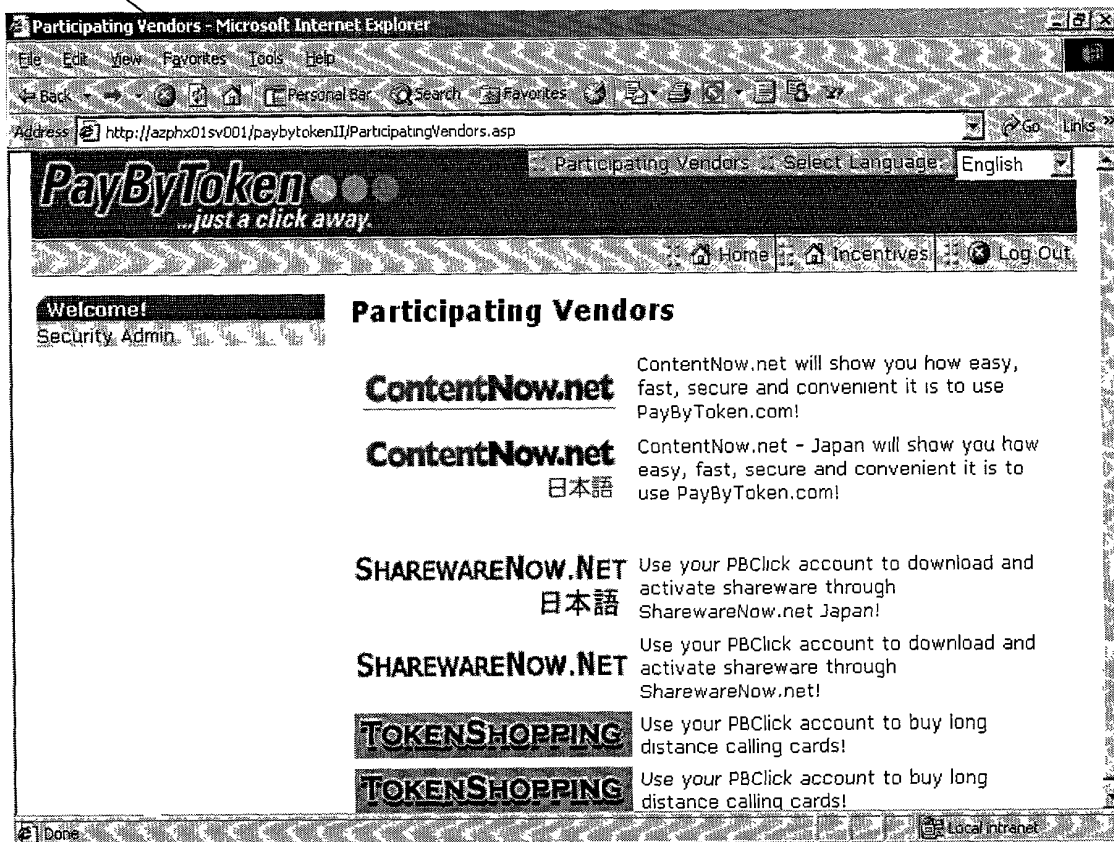 Participating Vendors - Microsoft Internet Explorer
File Edit View Favorites Tools Help
Back Personal Bar Search Favorites
Address http://azphx01sv001/paybytokenII/ParticipatingVendors.asp Go Links »
PayByToken
...just a click away.
Participating Vendors Select Language: English
Home Incentives Log Out
Welcome!
Security Admin
Participating Vendors
ContentNow.net
ContentNow.net will show you how easy,
fast, secure and convenient it is to use
PayByToken.com!
ContentNow.net
日本語
ContentNow.net - Japan will show you how
easy, fast, secure and convenient it is to
use PayByToken.com!
SHAREWARENOW.NET
日本語
Use your PBClick account to download and
activate shareware through
SharewareNow.net Japan!
SHAREWARENOW.NET
Use your PBClick account to download and
activate shareware through
SharewareNow.net!
TOKENSHOPPING
Use your PBClick account to buy long
distance calling cards!
TOKENSHOPPING
Use your PBClick account to buy long
distance calling cards!
Done Local intranet